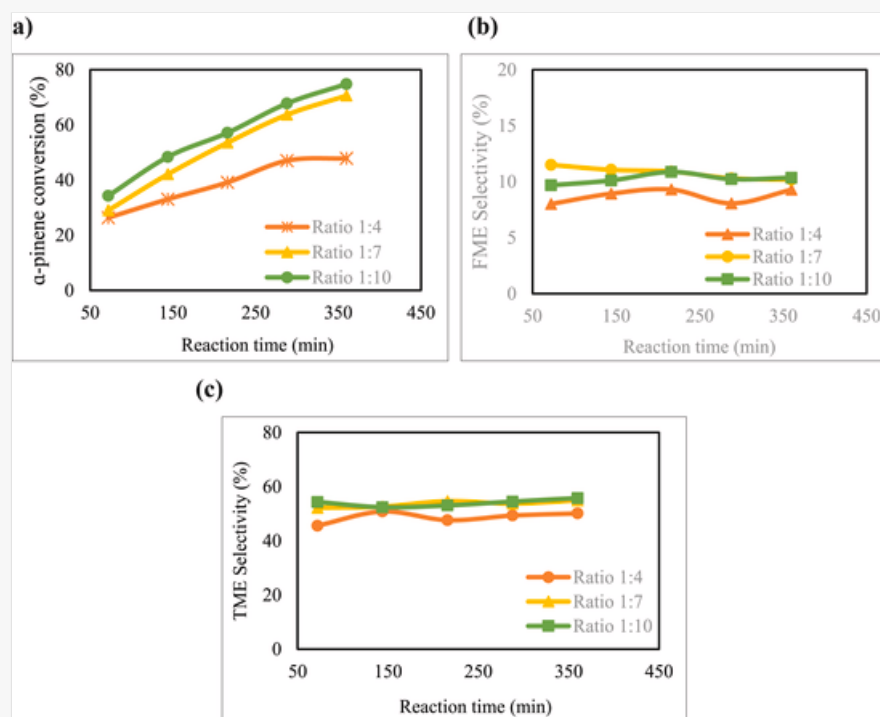 a)
(b)
80
60
40
20
0
50
150
250
350
450
α-pinene conversion (%)
Reaction time (min)
Ratio 1:4
Ratio 1:7
Ratio 1:10
20
15
10
5
0
50
150
250
350
450
FME Selectivity (%)
Reaction time (min)
Ratio 1:4
Ratio 1:7
Ratio 1:10
(c)
80
60
40
20
0
50
150
250
350
450
TME Selectivity (%)
Reaction time (min)
Ratio 1:4
Ratio 1:7
Ratio 1:10